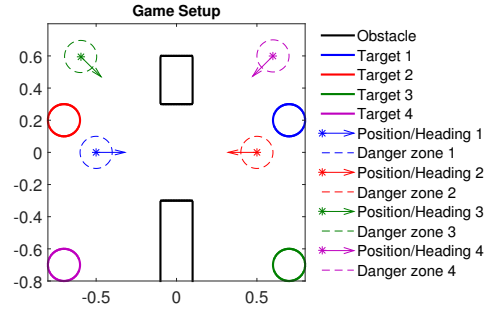 Game Setup
0.6
0.4
0.2
0
-0.2
-0.4
-0.6
-0.8
-0.5
0
0.5
Obstacle
Target 1
Target 2
Target 3
Target 4
Position/Heading 1
Danger zone 1
Position/Heading 2
Danger zone 2
Position/Heading 3
Danger zone 3
Position/Heading 4
Danger zone 4